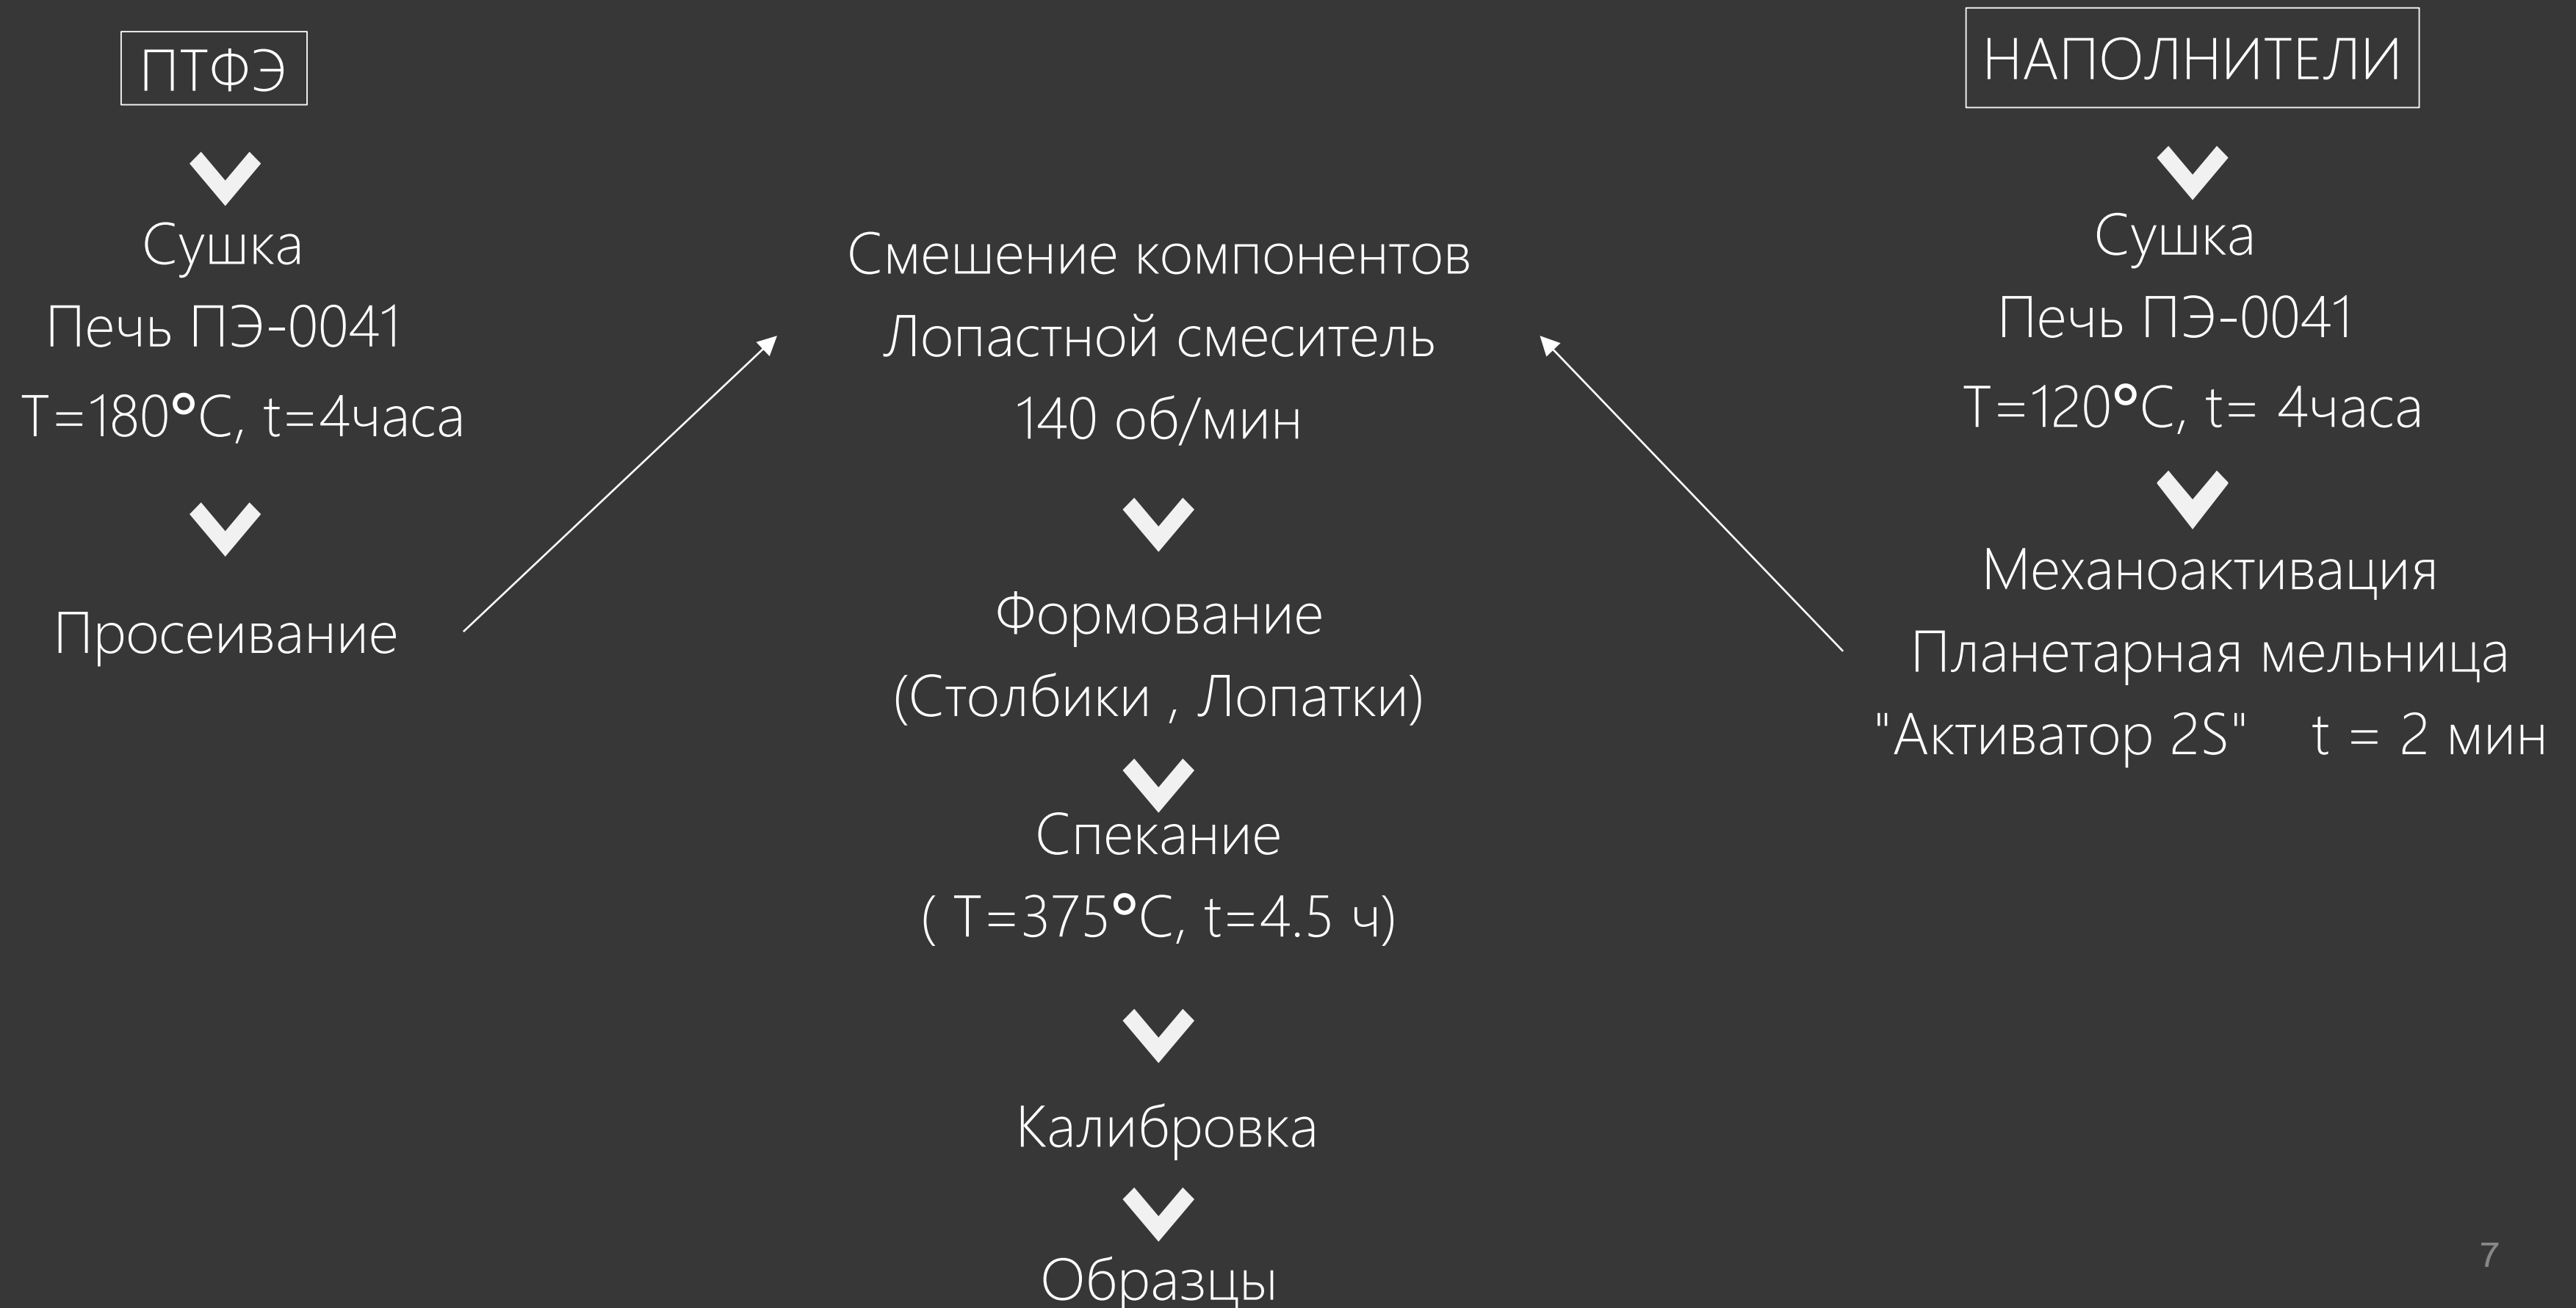 ПТФЭ
Сушка
Печь ПЭ-0041
T=180°C, t=4часа
Просеивание
Смешение компонентов
Лопастной смеситель
140 об/мин
Формование
(Столбики , Лопатки)
Спекание
( T=375°C, t=4.5 ч)
Калибровка
Образцы
НАПОЛНИТЕЛИ
Сушка
Печь ПЭ-0041
T=120°C, t= 4часа
Механоактивация
Планетарная мельница
"Активатор 2S" t = 2 мин
7